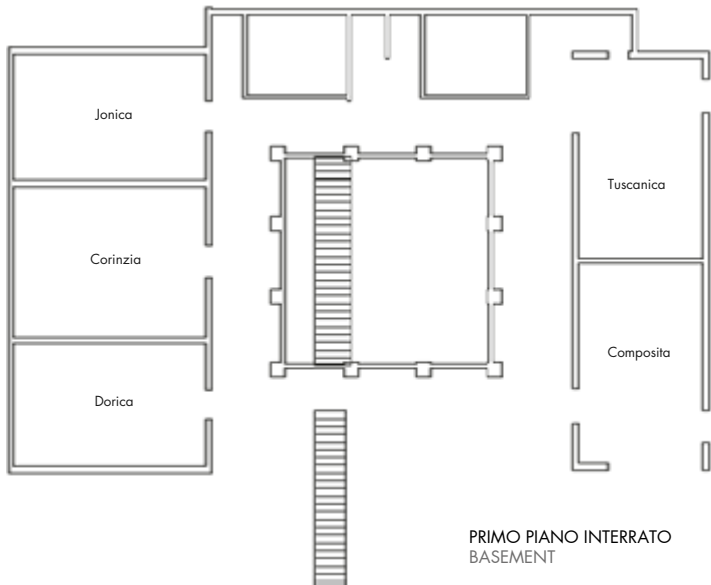 Jonica
Tuscanica
Corinzia
Composita
Dorica
PRIMO PIANO INTERRATO
BASEMENT